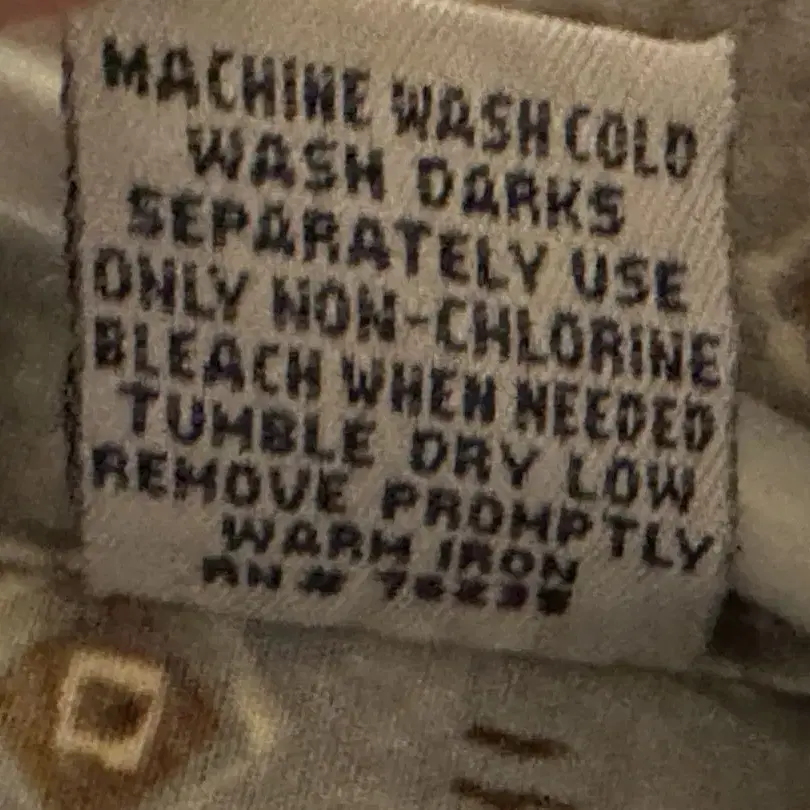 MACHINE WASH COLD
WASH DARKS
SEPARATELY USE
ONLY NON-CHLORINE
BLEACH WHEN NEEDED
TUMBLE DRY LOW
REMOVE PROMPTLY
WARM IRON
RN #